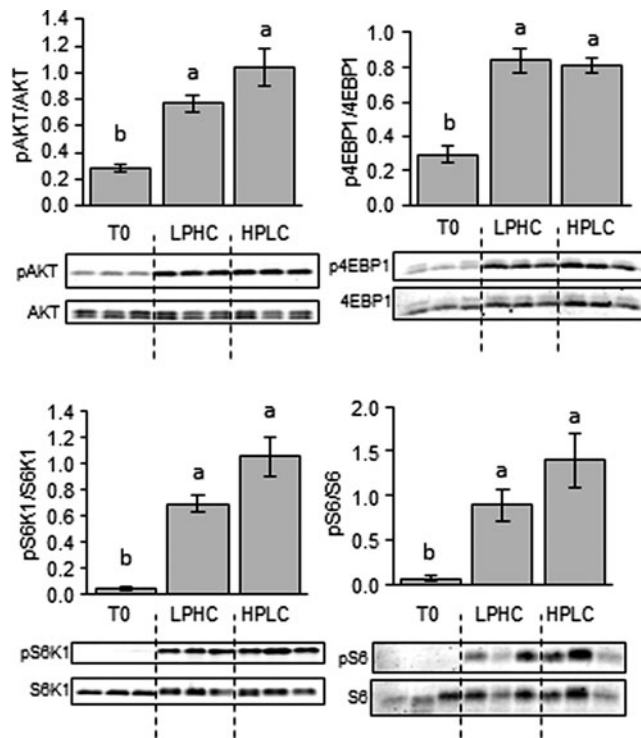 pAKT/AKT
1.4
1.2
1.0
0.8
0.6
0.4
0.2
0.0
b
a
a
T0 LPHC HPLC
pAKT
AKT
p4EBP1/4EBP1
1.0
0.8
0.6
0.4
0.2
0.0
b
a
a
T0 LPHC HPLC
p4EBP1
4EBP1
pS6K1/S6K1
1.4
1.2
1.0
0.8
0.6
0.4
0.2
0.0
b
a
a
T0 LPHC HPLC
pS6K1
S6K1
pS6/S6
2.0
1.5
1.0
0.5
0.0
b
a
a
T0 LPHC HPLC
pS6
S6